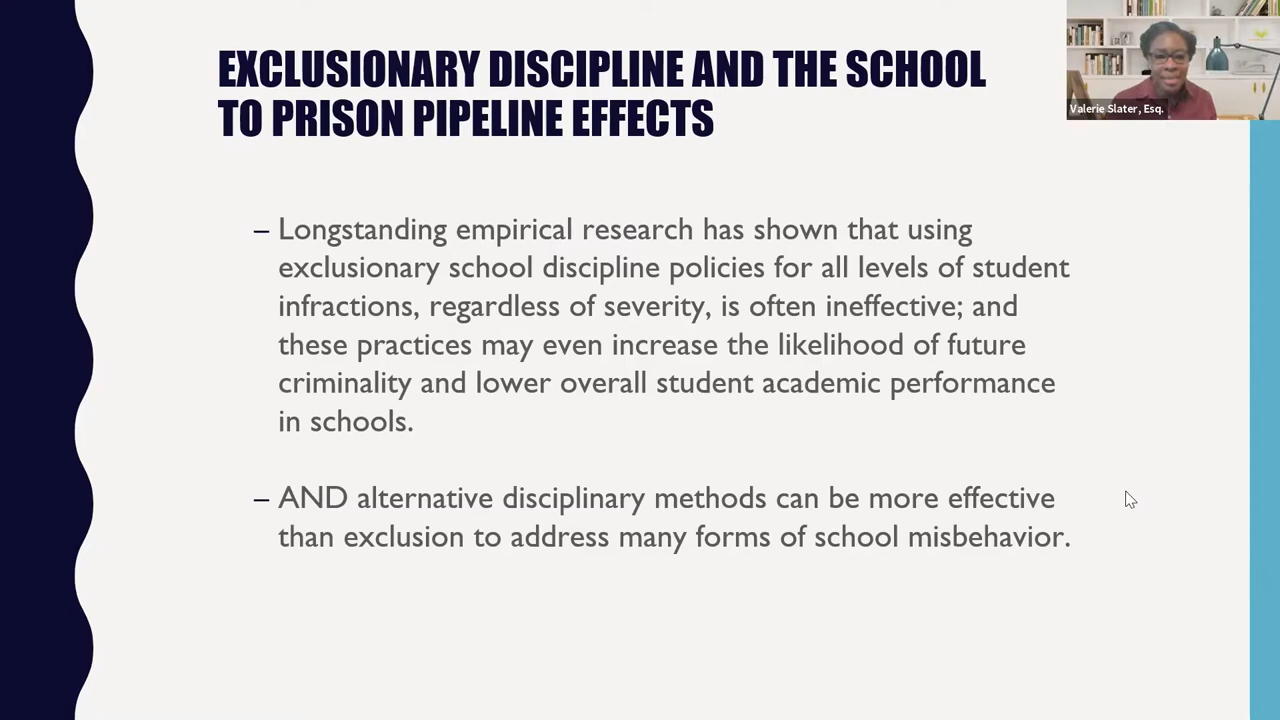 EXCLUSIONARY DISCIPLINE AND THE SCHOOL
TO PRISON PIPELINE EFFECTS
Valerie Slater, Esq.
– Longstanding empirical research has shown that using
exclusionary school discipline policies for all levels of student
infractions, regardless of severity, is often ineffective; and
these practices may even increase the likelihood of future
criminality and lower overall student academic performance
in schools.
– AND alternative disciplinary methods can be more effective
than exclusion to address many forms of school misbehavior.